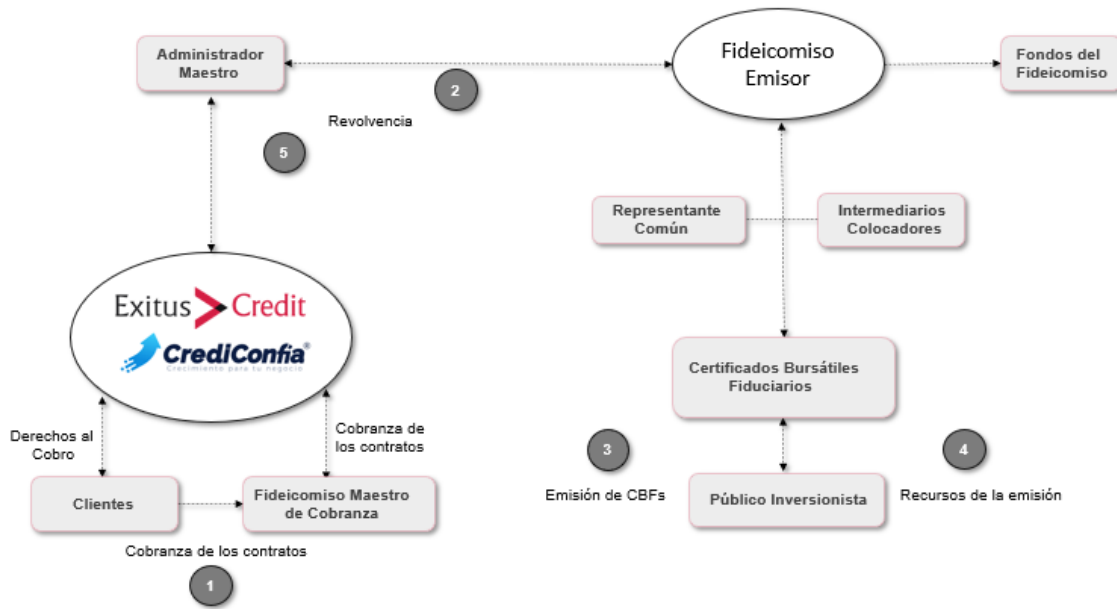 Administrador
Maestro
2
Revolvencia
5
Fideicomiso
Emisor
Fondos del
Fideicomiso
Representante
Común
Intermediarios
Colocadores
Exitus Credit
CrediConfía®
Crecimiento para tu negocio
Derechos al
Cobro
Cobranza de
los contratos
Clientes
Fideicomiso Maestro
de Cobranza
Cobranza de los contratos
1
Certificados Bursátiles
Fiduciarios
3
Emisión de CBFs
4
Recursos de la emisión
Público Inversionista